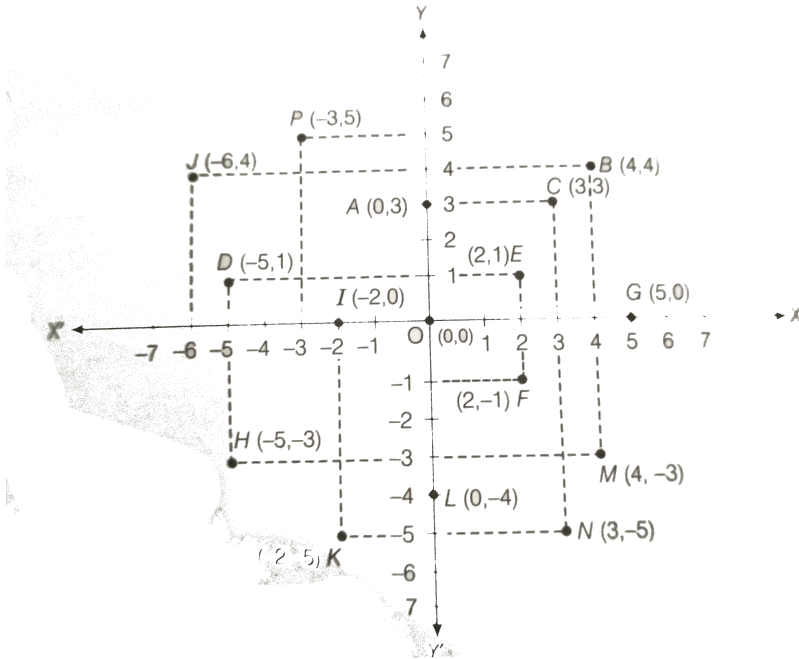 Y
7
6
P (–3,5)
5
J (–6,4)
4
B (4,4)
C (3,3)
A (0,3)
3
2
(2,1)E
D (–5,1)
1
I (–2,0)
G (5,0)
X'
O (0,0)
X
–7 –6 –5 –4 –3 –2 –1 1 2 3 4 5 6 7
–1
(2,–1) F
–2
H (–5,–3)
–3
M (4, –3)
–4
L (0,–4)
–5
N (3,–5)
( 2 5) K
–6
7
Y'